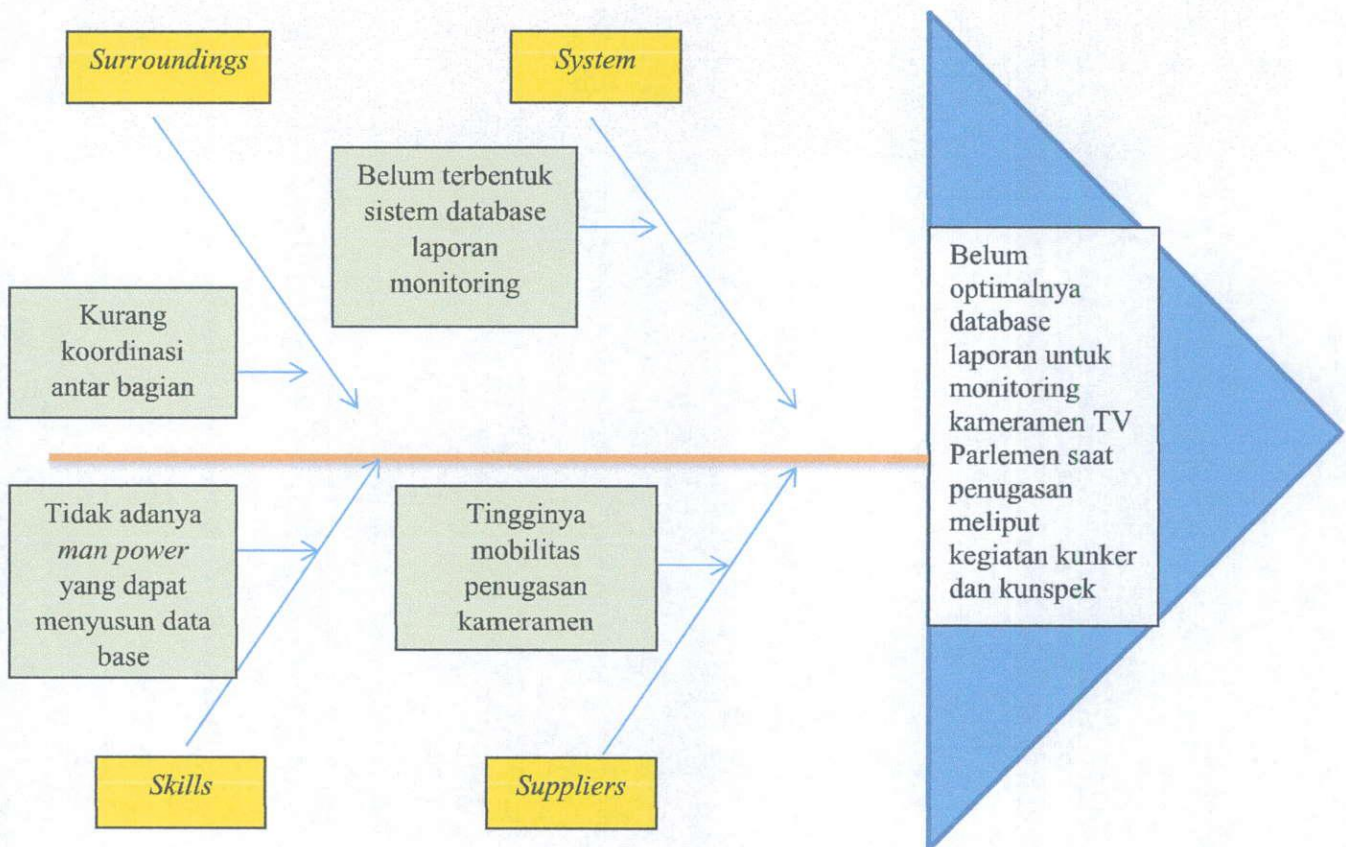 Surroundings
System
Belum terbentuk
sistem database
laporan
monitoring
Kurang
koordinasi
antar bagian
Tidak adanya
man power
yang dapat
menyusun data
base
Tingginya
mobilitas
penugasan
kameramen
Skills
Suppliers
Belum
optimalnya
database
laporan untuk
monitoring
kameramen TV
Parlemen saat
penugasan
meliput
kegiatan kunker
dan kunspek